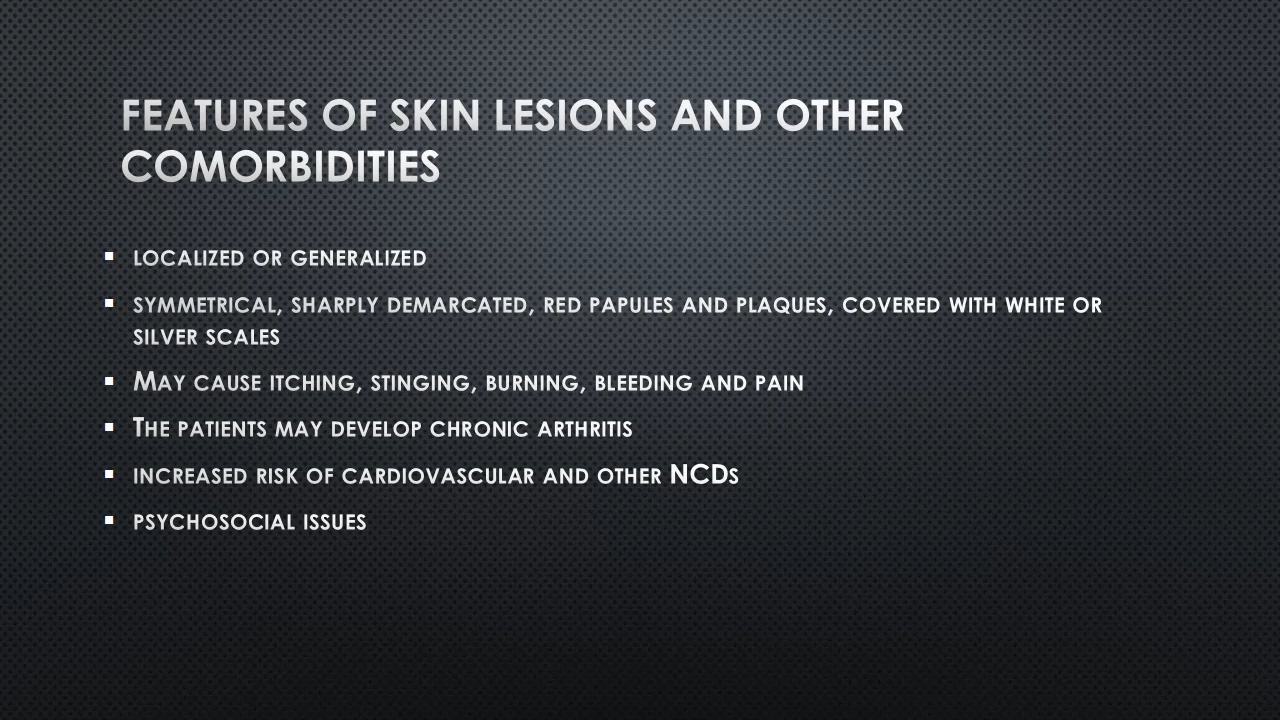 FEATURES OF SKIN LESIONS AND OTHER
COMORBIDITIES
▪ LOCALIZED OR GENERALIZED
▪ SYMMETRICAL, SHARPLY DEMARCATED, RED PAPULES AND PLAQUES, COVERED WITH WHITE OR
SILVER SCALES
▪ MAY CAUSE ITCHING, STINGING, BURNING, BLEEDING AND PAIN
▪ THE PATIENTS MAY DEVELOP CHRONIC ARTHRITIS
▪ INCREASED RISK OF CARDIOVASCULAR AND OTHER NCDS
▪ PSYCHOSOCIAL ISSUES